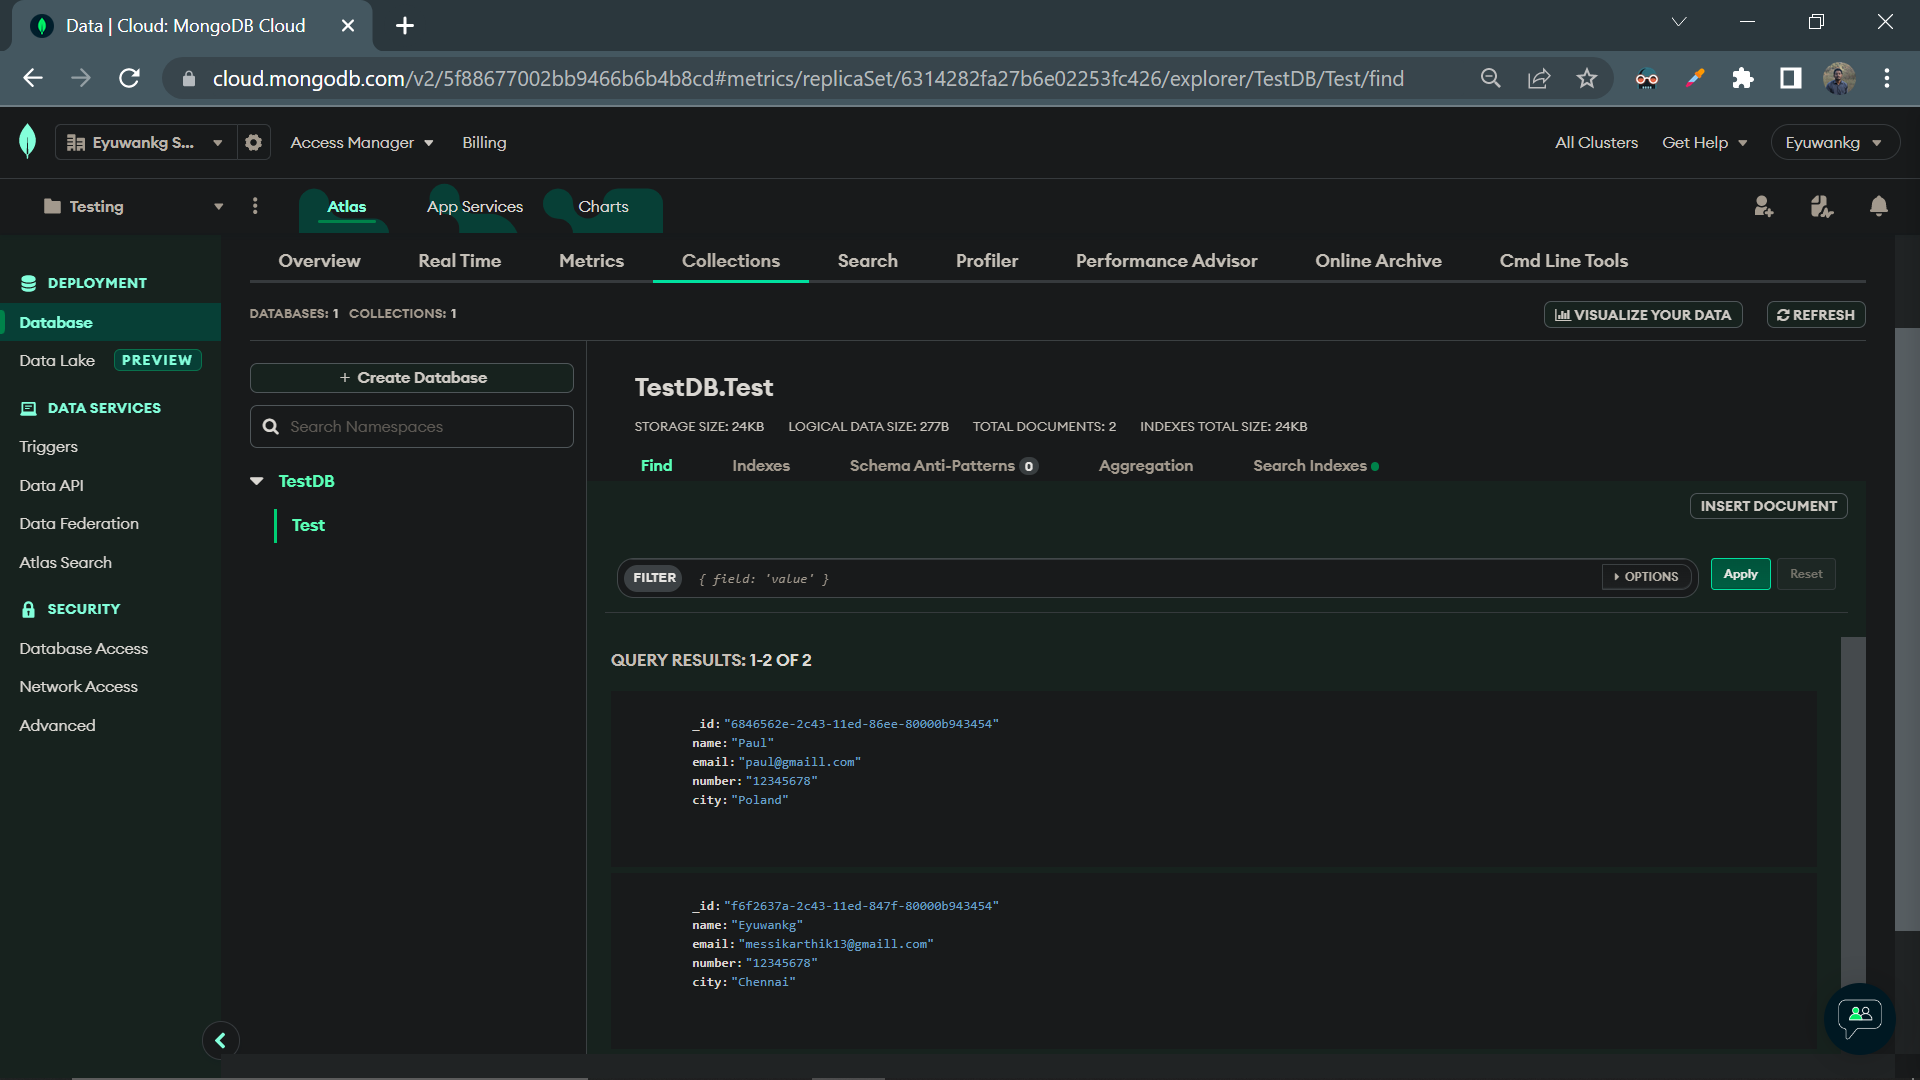 Data | Cloud: MongoDB Cloud
cloud.mongodb.com/v2/5f88677002bb9466b6b4b8cd#metrics/replicaSet/6314282fa27b6e02253fc426/explorer/TestDB/Test/find
Eyuwankg S... Access Manager Billing All Clusters Get Help Eyuwankg
Testing Atlas App Services Charts
Overview Real Time Metrics Collections Search Profiler Performance Advisor Online Archive Cmd Line Tools
DEPLOYMENT
Database
Data Lake PREVIEW
DATA SERVICES
Triggers
Data API
Data Federation
Atlas Search
SECURITY
Database Access
Network Access
Advanced
DATABASES: 1 COLLECTIONS: 1
VISUALIZE YOUR DATA REFRESH
+ Create Database
Search Namespaces
TestDB
Test
TestDB.Test
STORAGE SIZE: 24KB LOGICAL DATA SIZE: 277B TOTAL DOCUMENTS: 2 INDEXES TOTAL SIZE: 24KB
Find Indexes Schema Anti-Patterns 0 Aggregation Search Indexes
INSERT DOCUMENT
FILTER { field: 'value' } OPTIONS Apply Reset
QUERY RESULTS: 1-2 OF 2
_id: "6846562e-2c43-11ed-86ee-80000b943454"
name: "Paul"
email: "paul@gmaill.com"
number: "12345678"
city: "Poland"
_id: "f6f2637a-2c43-11ed-847f-80000b943454"
name: "Eyuwankg"
email: "messikarthik13@gmaill.com"
number: "12345678"
city: "Chennai"